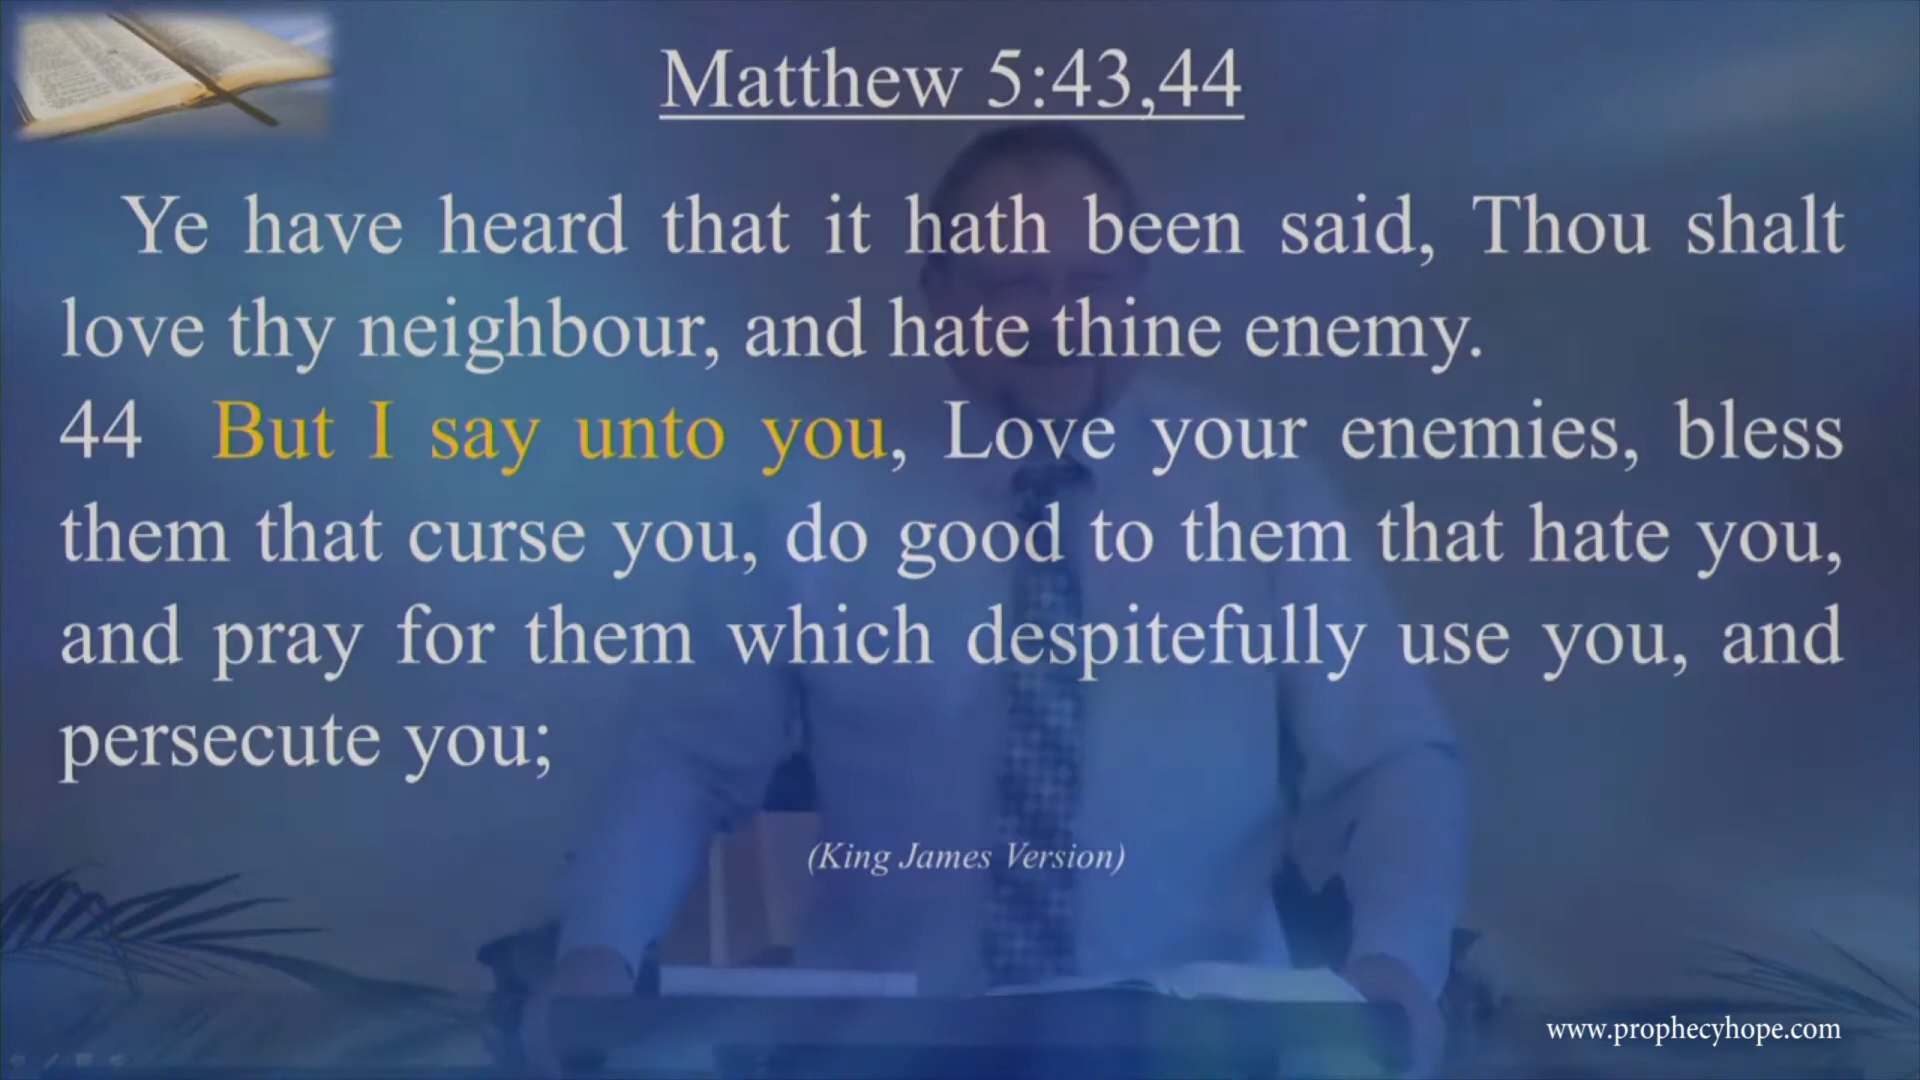 Matthew 5:43,44
Ye have heard that it hath been said, Thou shalt
love thy neighbour, and hate thine enemy.
44 But I say unto you, Love your enemies, bless
them that curse you, do good to them that hate you,
and pray for them which despitefully use you, and
persecute you;
(King James Version)
www.prophecyhope.com